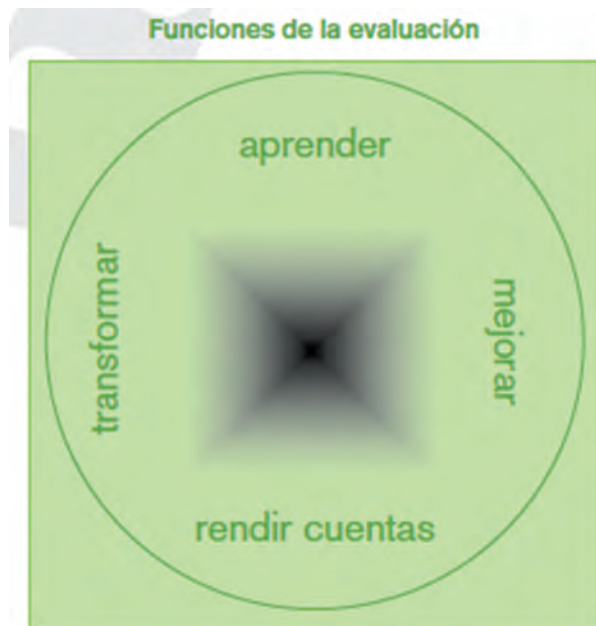 Funciones de la evaluación
aprender
transformar
mejorar
rendir cuentas